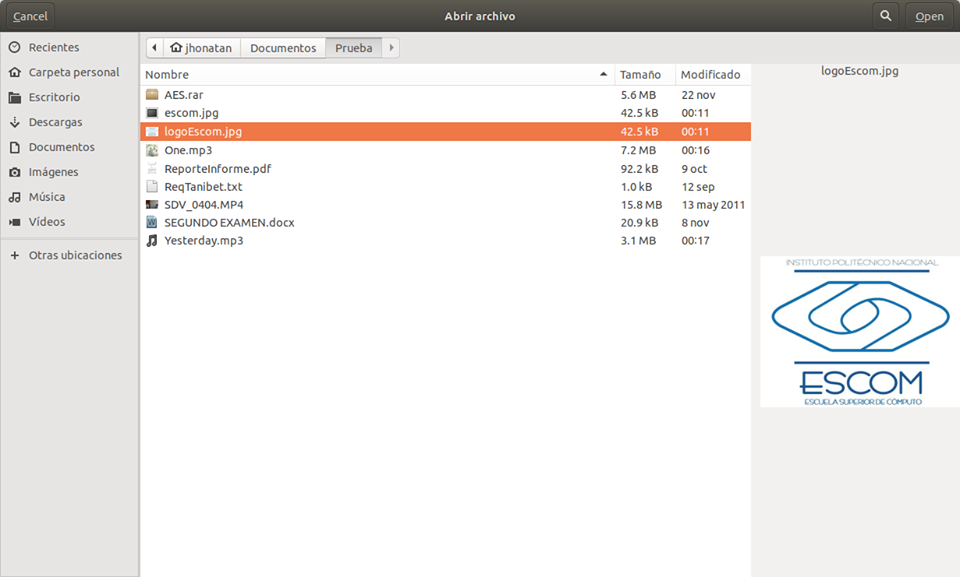 Cancel
Abrir archivo
Open
Recientes
Carpeta personal
Escritorio
Descargas
Documentos
Imágenes
Música
Vídeos
+ Otras ubicaciones
jhonatan Documentos Prueba
Nombre Tamaño Modificado
AES.rar 5.6 MB 22 nov
escom.jpg 42.5 kB 00:11
logoEscom.jpg 42.5 kB 00:11
One.mp3 7.2 MB 00:16
ReporteInforme.pdf 92.2 kB 9 oct
ReqTanibet.txt 1.0 kB 12 sep
SDV_0404.MP4 15.8 MB 13 may 2011
SEGUNDO EXAMEN.docx 20.9 kB 8 nov
Yesterday.mp3 3.1 MB 00:17
logoEscom.jpg
INSTITUTO POLITÉCNICO NACIONAL
ESCOM
ESCUELA SUPERIOR DE CÓMPUTO